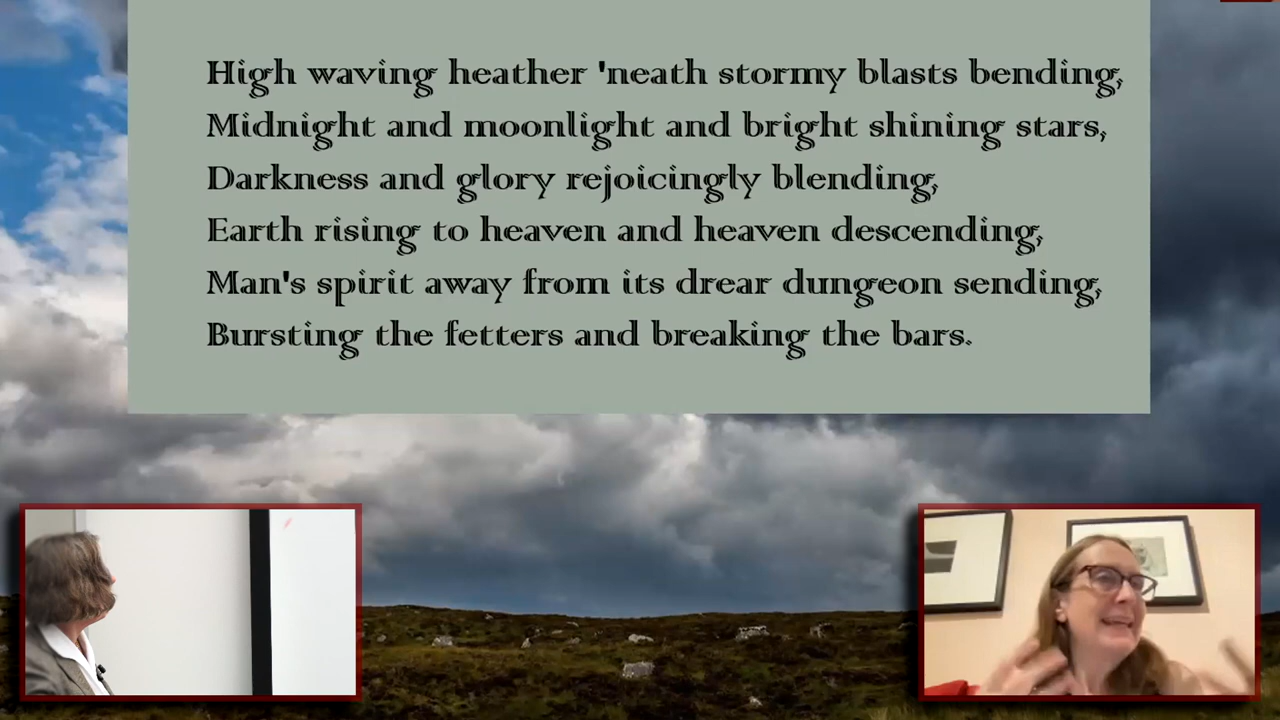 High waving heather 'neath stormy blasts bending,
Midnight and moonlight and bright shining stars,
Darkness and glory rejoicingly blending,
Earth rising to heaven and heaven descending,
Man's spirit away from its drear dungeon sending,
Bursting the fetters and breaking the bars.